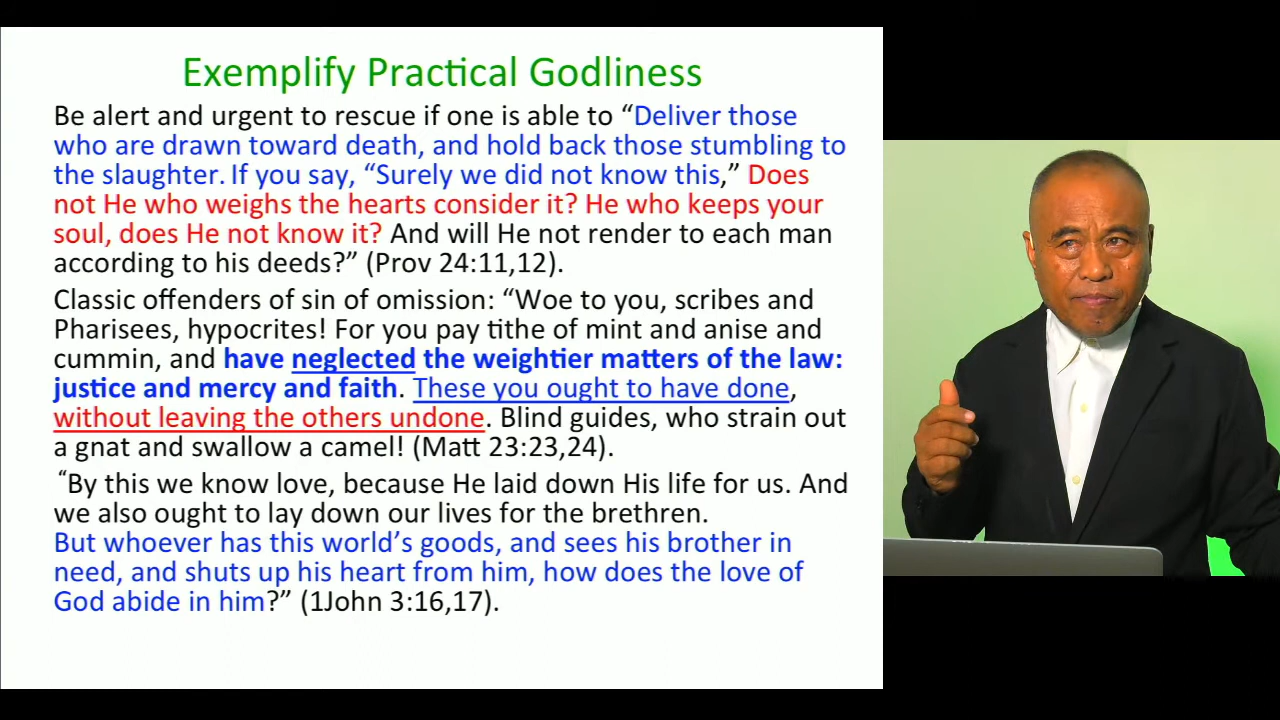 Exemplify Practical Godliness
Be alert and urgent to rescue if one is able to “Deliver those
who are drawn toward death, and hold back those stumbling to
the slaughter. If you say, “Surely we did not know this,” Does
not He who weighs the hearts consider it? He who keeps your
soul, does He not know it? And will He not render to each man
according to his deeds?” (Prov 24:11,12).
Classic offenders of sin of omission: “Woe to you, scribes and
Pharisees, hypocrites! For you pay tithe of mint and anise and
cummin, and have neglected the weightier matters of the law:
justice and mercy and faith. These you ought to have done,
without leaving the others undone. Blind guides, who strain out
a gnat and swallow a camel! (Matt 23:23,24).
“By this we know love, because He laid down His life for us. And
we also ought to lay down our lives for the brethren.
But whoever has this world’s goods, and sees his brother in
need, and shuts up his heart from him, how does the love of
God abide in him?” (1John 3:16,17).